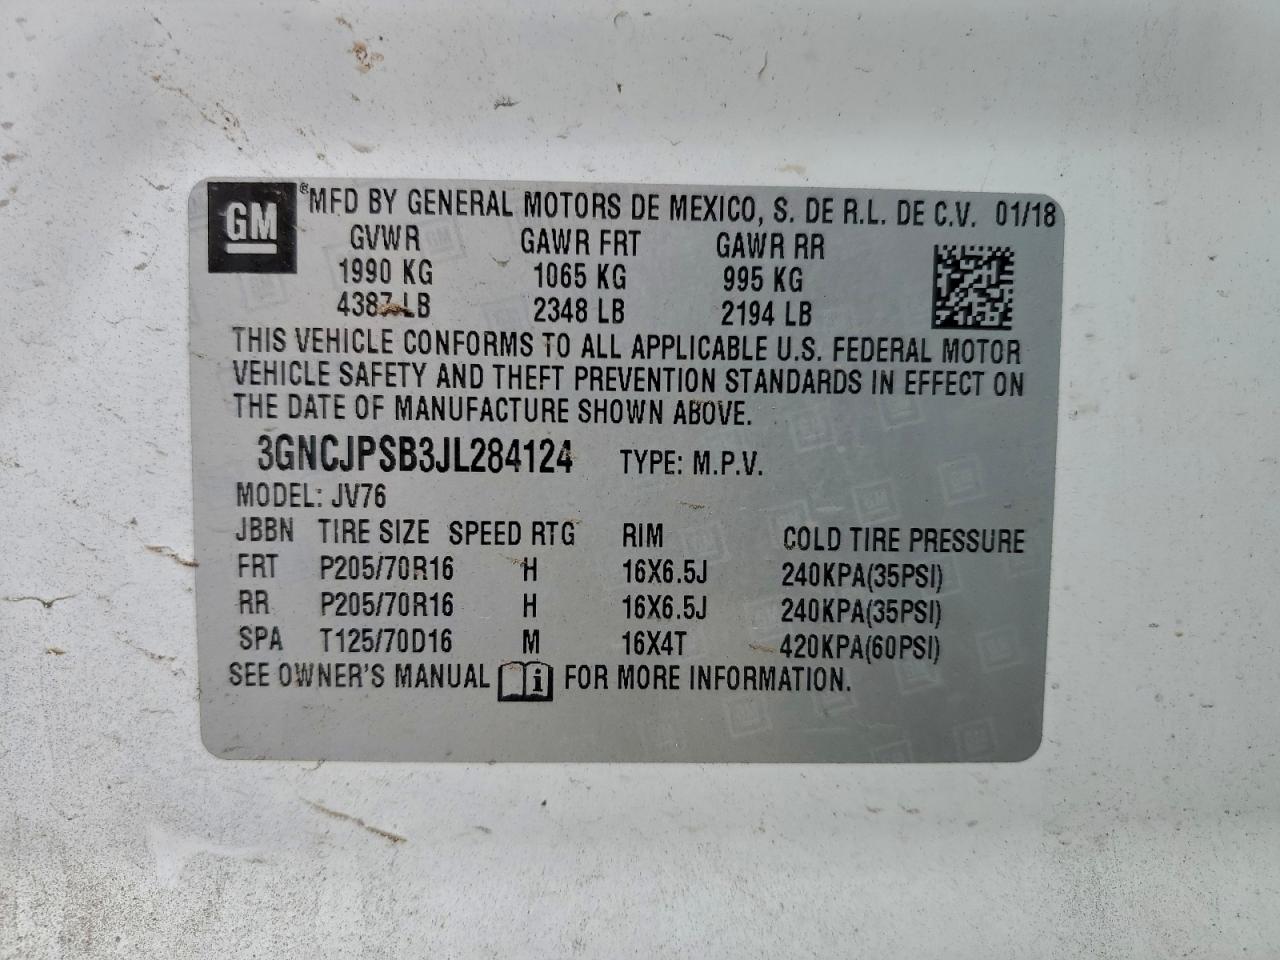 GM ® MFD BY GENERAL MOTORS DE MEXICO, S. DE R.L. DE C.V. 01/18
GVWR GAWR FRT GAWR RR
1990 KG 1065 KG 995 KG
4387 LB 2348 LB 2194 LB
THIS VEHICLE CONFORMS TO ALL APPLICABLE U.S. FEDERAL MOTOR
VEHICLE SAFETY AND THEFT PREVENTION STANDARDS IN EFFECT ON
THE DATE OF MANUFACTURE SHOWN ABOVE.
3GNCJPSB3JL284124 TYPE: M.P.V.
MODEL: JV76
JBBN TIRE SIZE SPEED RTG RIM COLD TIRE PRESSURE
FRT P205/70R16 H 16X6.5J 240KPA(35PSI)
RR P205/70R16 H 16X6.5J 240KPA(35PSI)
SPA T125/70D16 M 16X4T 420KPA(60PSI)
SEE OWNER'S MANUAL i FOR MORE INFORMATION.